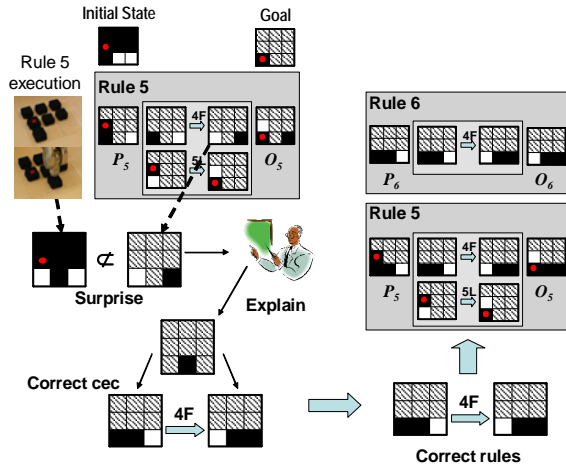 Initial State
Goal
Rule 5
execution
Rule 5
4F
P5
5L
O5
Rule 6
4F
P6
O6
Rule 5
4F
P5
5L
O5
⊄
Surprise
Explain
Correct cec
4F
4F
Correct rules